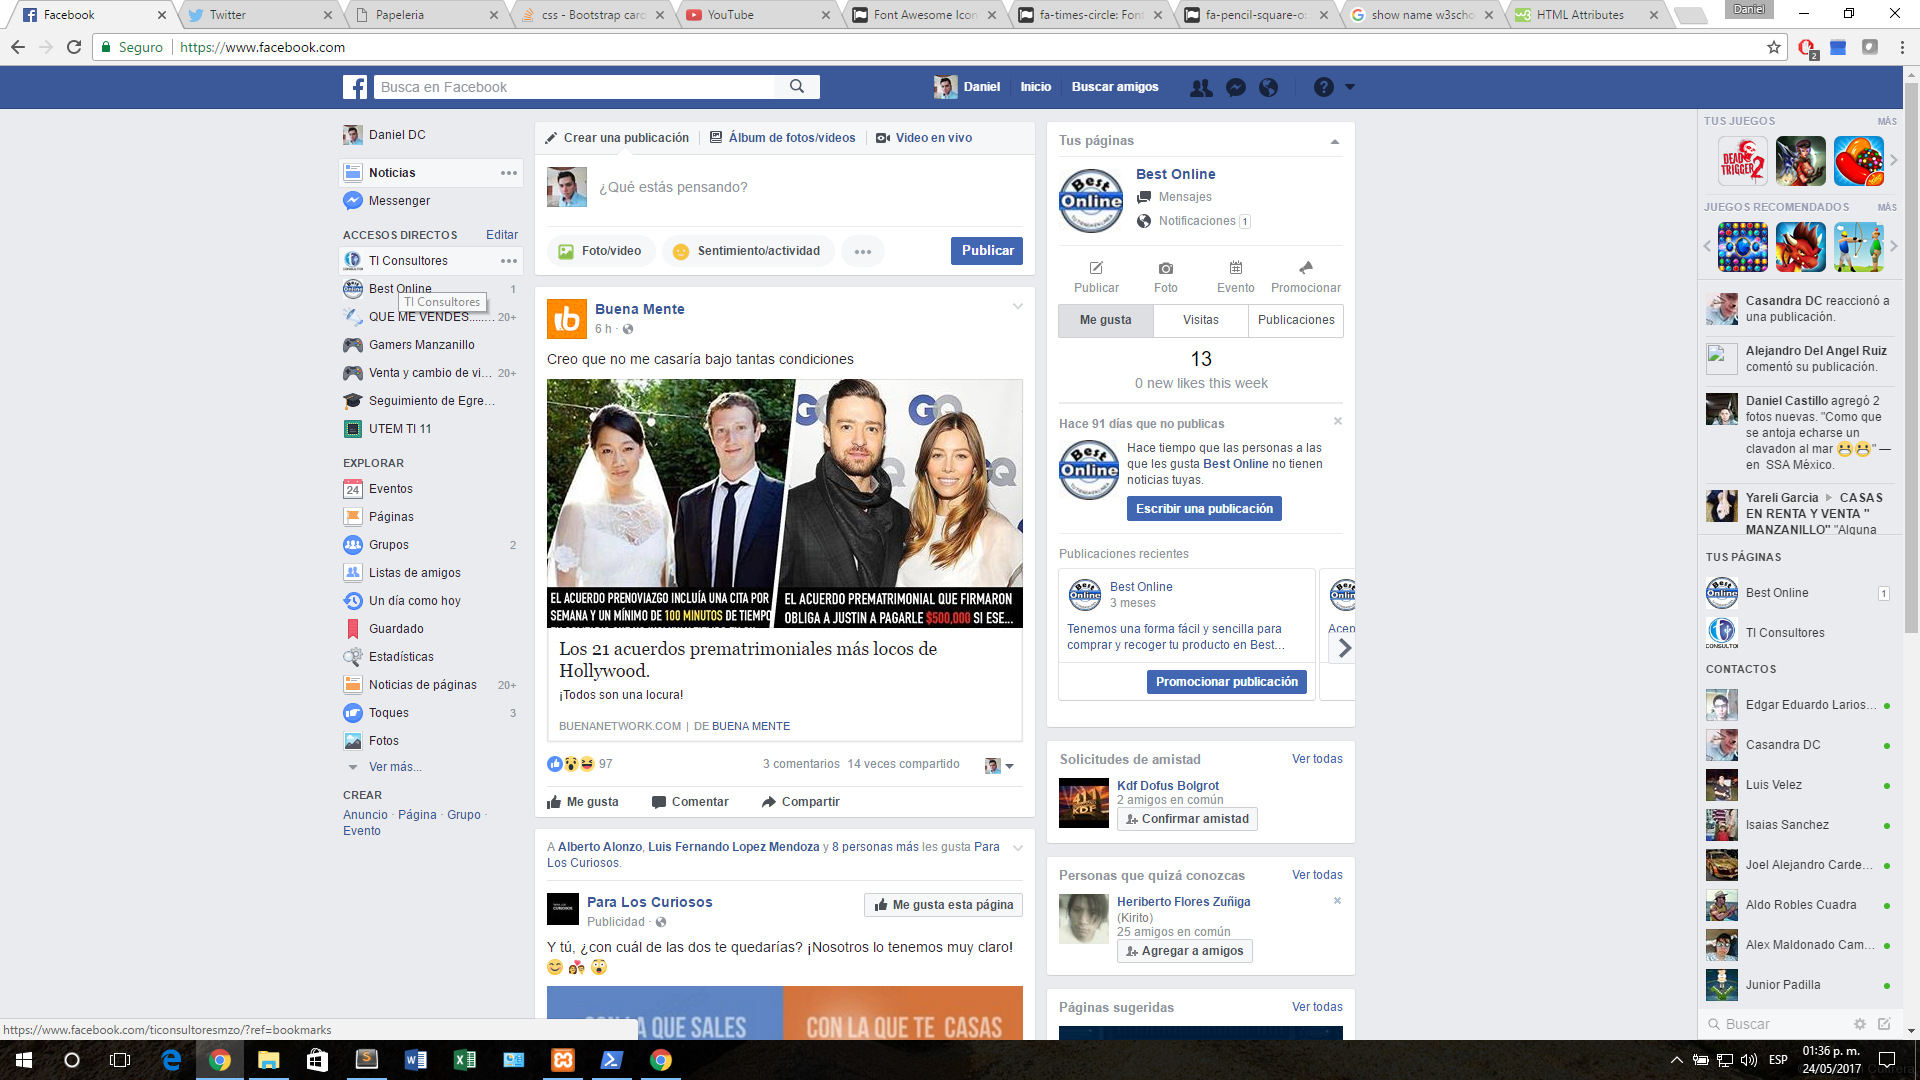 Facebook
Twitter
Papeleria
css - Bootstrap caro
YouTube
Font Awesome Icon
fa-times-circle: Font
fa-pencil-square-o:
show name w3scho
HTML Attributes
Daniel
Seguro
https://www.facebook.com
2
Busca en Facebook
Daniel
Inicio
Buscar amigos
Daniel DC
Noticias
Messenger
ACCESOS DIRECTOS
Editar
TI Consultores
Best Online
1
TI Consultores
QUE ME VENDES......
20+
Gamers Manzanillo
Venta y cambio de vi...
20+
Seguimiento de Egre...
UTEM TI 11
EXPLORAR
24
Eventos
Páginas
Grupos
2
Listas de amigos
Un día como hoy
Guardado
Estadísticas
Noticias de páginas
20+
Toques
3
Fotos
Ver más...
CREAR
Anuncio · Página · Grupo ·
Evento
Crear una publicación
Álbum de fotos/videos
Video en vivo
¿Qué estás pensando?
Foto/video
Sentimiento/actividad
Publicar
Buena Mente
6 h ·
Creo que no me casaría bajo tantas condiciones
GQ
GQ
EL ACUERDO PRENOVIAZGO INCLUÍA UNA CITA POR
SEMANA Y UN MÍNIMO DE 100 MINUTOS DE TIEMPO
EL ACUERDO PREMATRIMONIAL QUE FIRMARON
OBLIGA A JUSTIN A PAGARLE $500,000 SI ESE...
Los 21 acuerdos prematrimoniales más locos de
Hollywood.
¡Todos son una locura!
BUENANETWORK.COM | DE BUENA MENTE
97
3 comentarios
14 veces compartido
Me gusta
Comentar
Compartir
A Alberto Alonzo, Luis Fernando Lopez Mendoza y 8 personas más les gusta Para
Los Curiosos.
Para Los Curiosos
Publicidad ·
Me gusta esta página
Y tú, ¿con cuál de las dos te quedarías? ¡Nosotros lo tenemos muy claro!
CON LA QUE SALES
CON LA QUE TE CASAS
Tus páginas
Best Online
Best Online
Mensajes
Notificaciones 1
Publicar
Foto
Evento
Promocionar
Me gusta
Visitas
Publicaciones
13
0 new likes this week
Hace 91 días que no publicas
Best Online
Hace tiempo que las personas a las
que les gusta Best Online no tienen
noticias tuyas.
Escribir una publicación
Publicaciones recientes
Best Online
Best Online
3 meses
Tenemos una forma fácil y sencilla para
comprar y recoger tu producto en Best...
Promocionar publicación
Acep
Solicitudes de amistad
Ver todas
Kdf Dofus Bolgrot
2 amigos en común
Confirmar amistad
Personas que quizá conozcas
Ver todas
Heriberto Flores Zuñiga
(Kirito)
25 amigos en común
Agregar a amigos
Páginas sugeridas
Ver todas
TUS JUEGOS
MÁS
DEAD TRIGGER 2
JUEGOS RECOMENDADOS
MÁS
Casandra DC reaccionó a
una publicación.
Alejandro Del Angel Ruiz
comentó su publicación.
Daniel Castillo agregó 2
fotos nuevas. "Como que
se antoja echarse un
clavadon al mar " —
en SSA México.
Yareli Garcia CASAS
EN RENTA Y VENTA "
MANZANILLO" "Alguna
TUS PÁGINAS
Best Online
1
TI Consultores
CONTACTOS
Edgar Eduardo Larios...
Casandra DC
Luis Velez
Isaias Sanchez
Joel Alejandro Carde...
Aldo Robles Cuadra
Alex Maldonado Cam...
Junior Padilla
Buscar
https://www.facebook.com/ticonsultoresmzo/?ref=bookmarks
ESP
01:36 p. m.
24/05/2017